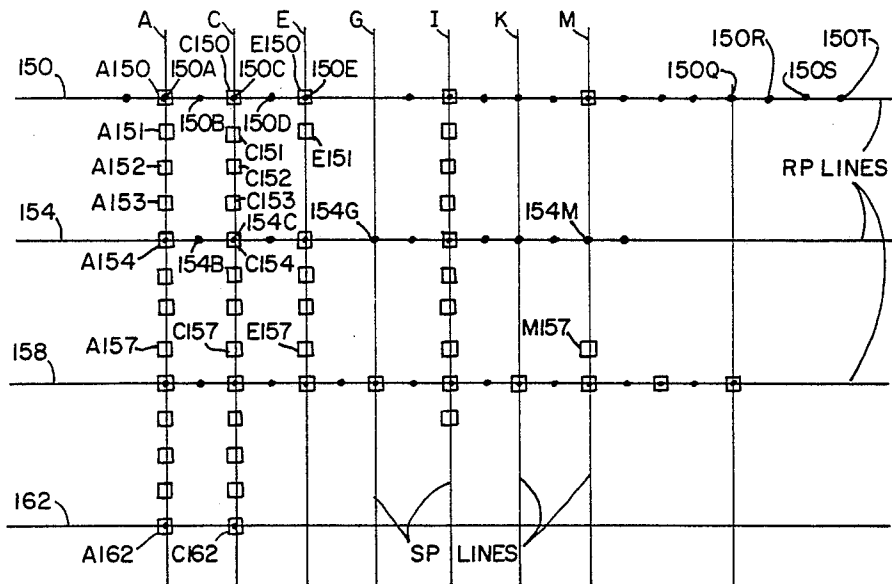 A C E G I K M
C150 E150 150R 150T
150 A150 150A 150C 150E 150Q 150S
A151 150B C151 150D E151
A152 C152 RP LINES
A153 C153
154 154C 154G 154M
A154 154B C154
A157 C157 E157 M157
158
162
A162 C162 SP LINES